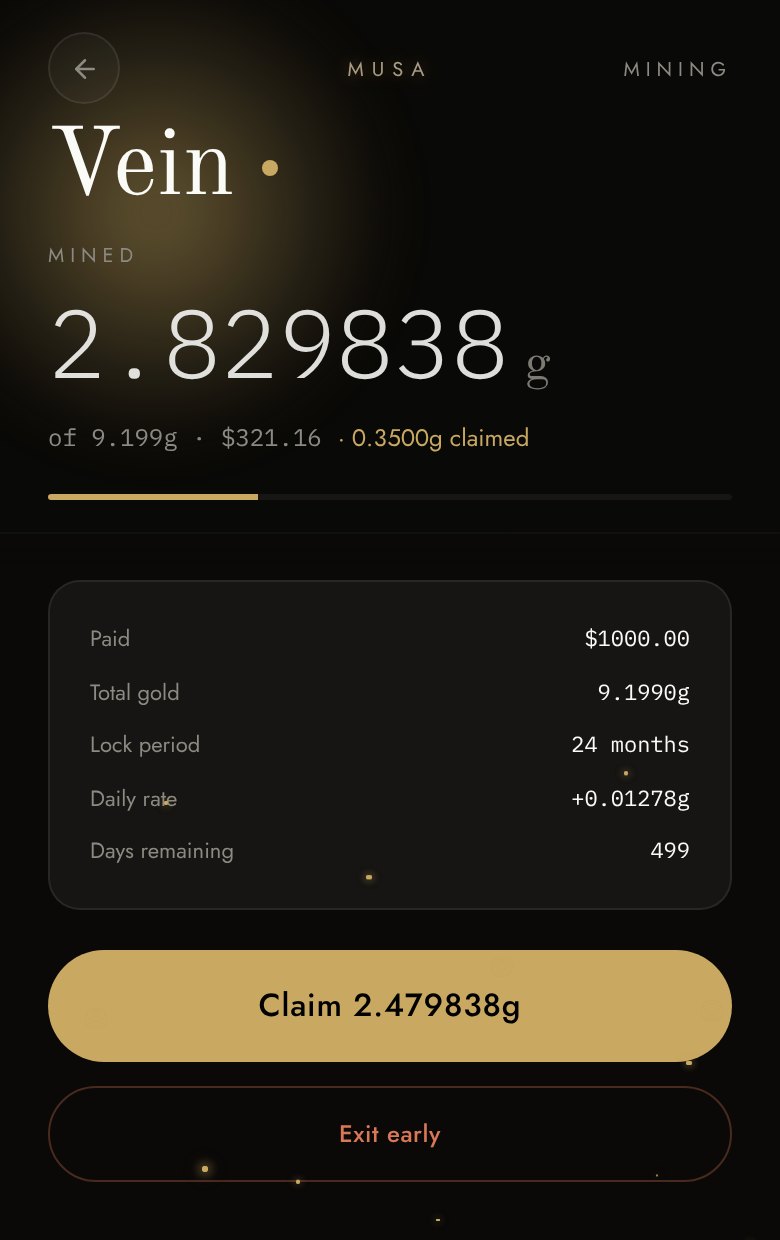 MUSA MINING
Vein
MINED
2.829838 g
of 9.199g · $321.16 · 0.3500g claimed
Paid $1000.00
Total gold 9.1990g
Lock period 24 months
Daily rate +0.01278g
Days remaining 499
Claim 2.479838g
Exit early